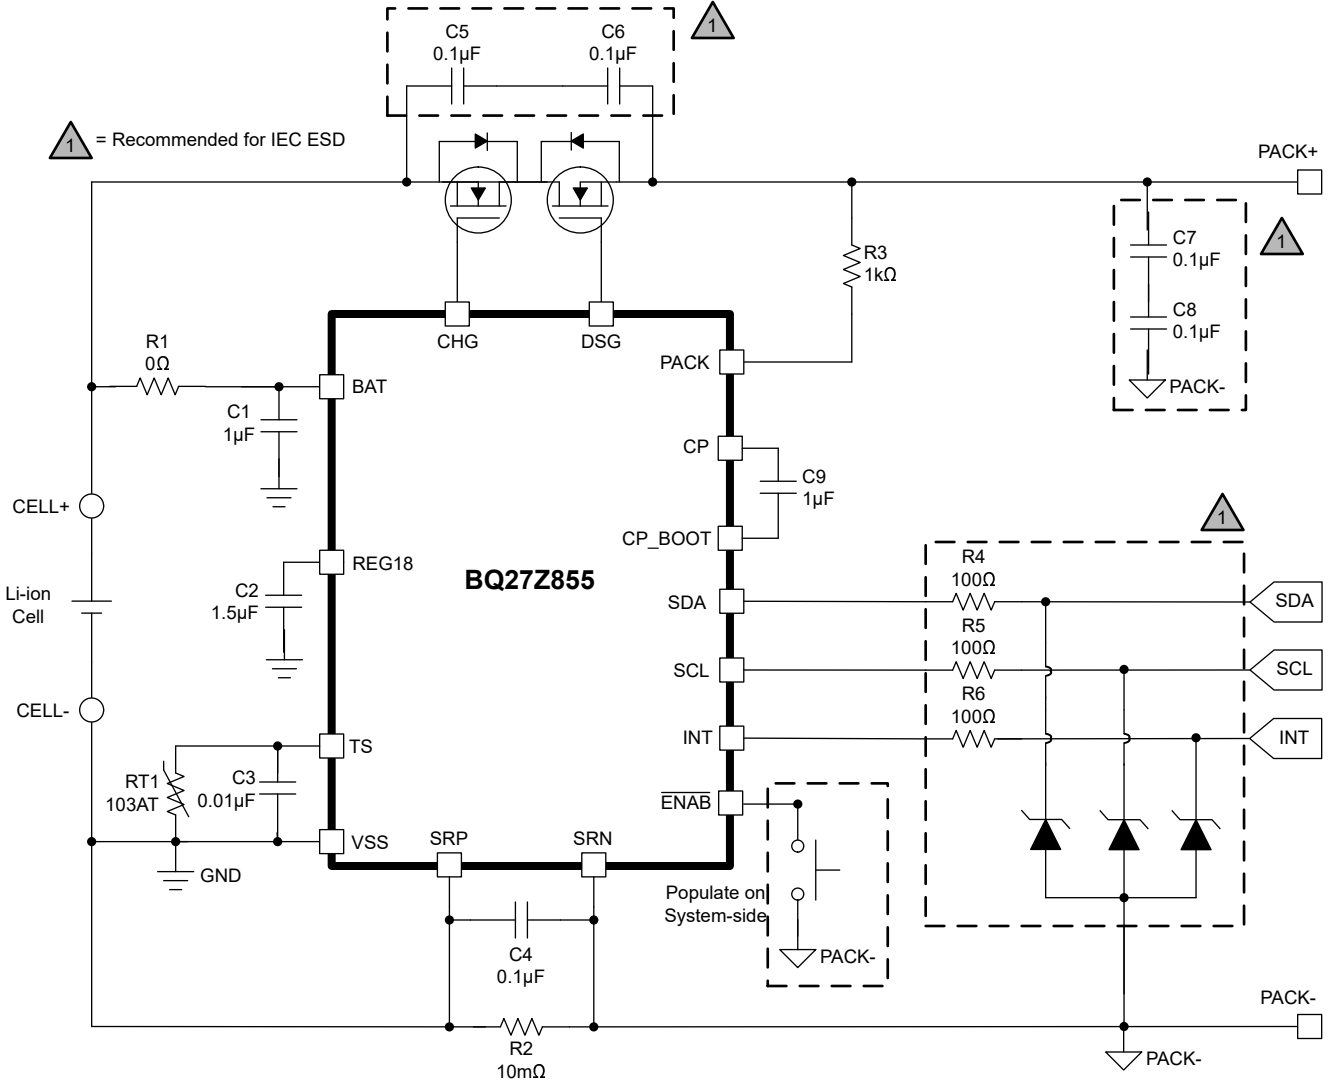 C5
0.1µF
C6
0.1µF
1
1
= Recommended for IEC ESD
PACK+
C7
0.1µF
1
R3
1kΩ
C8
0.1µF
PACK-
CHG
DSG
R1
0Ω
PACK
BAT
C1
1µF
CP
C9
1µF
CELL+
CP_BOOT
1
REG18
BQ27Z855
C2
1.5µF
Li-ion
Cell
SDA
R4
100Ω
SDA
R5
100Ω
SCL
SCL
R6
100Ω
CELL-
INT
INT
TS
RT1
103AT
C3
0.01µF
ENAB
VSS
SRP
SRN
GND
Populate on
System-side
PACK-
C4
0.1µF
PACK-
R2
10mΩ
PACK-